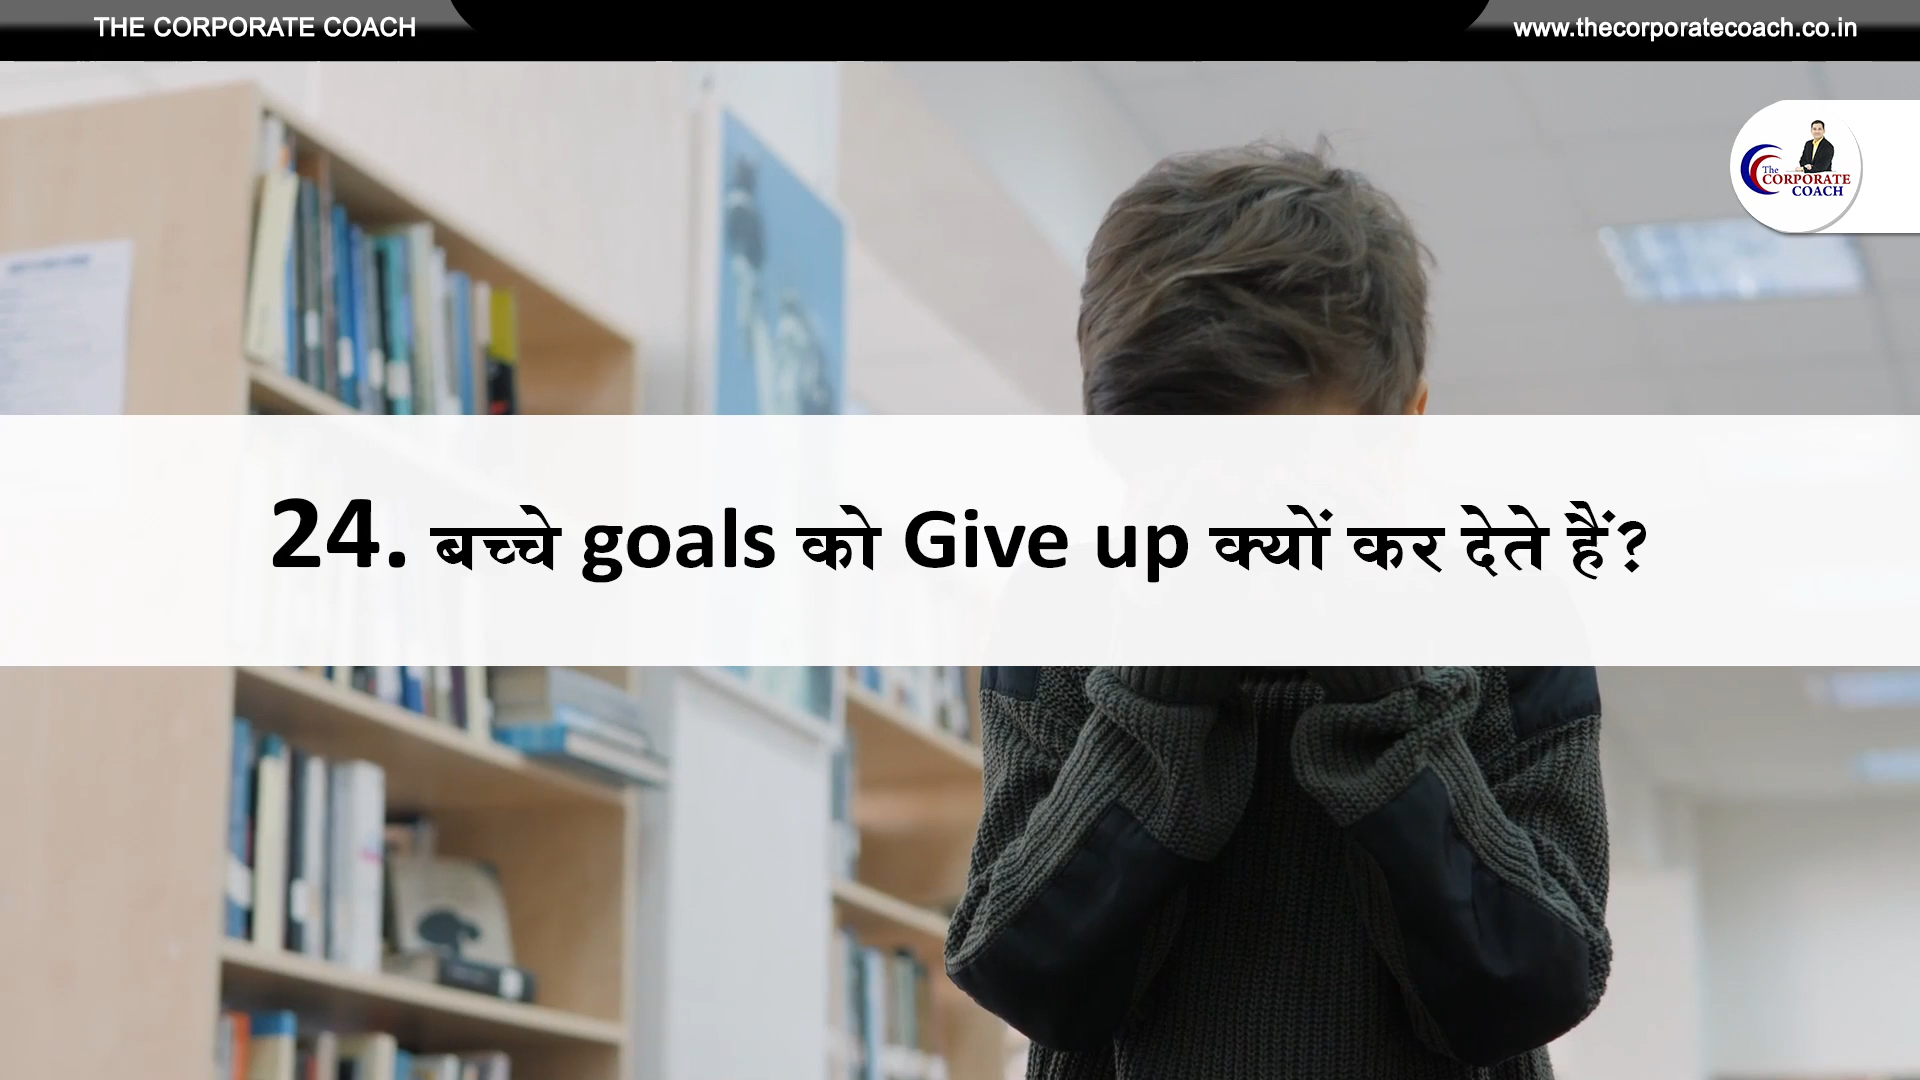 THE CORPORATE COACH
www.thecorporatecoach.co.in
The
CORPORATE
COACH
24. बच्चे goals को Give up क्यों कर देते हैं?